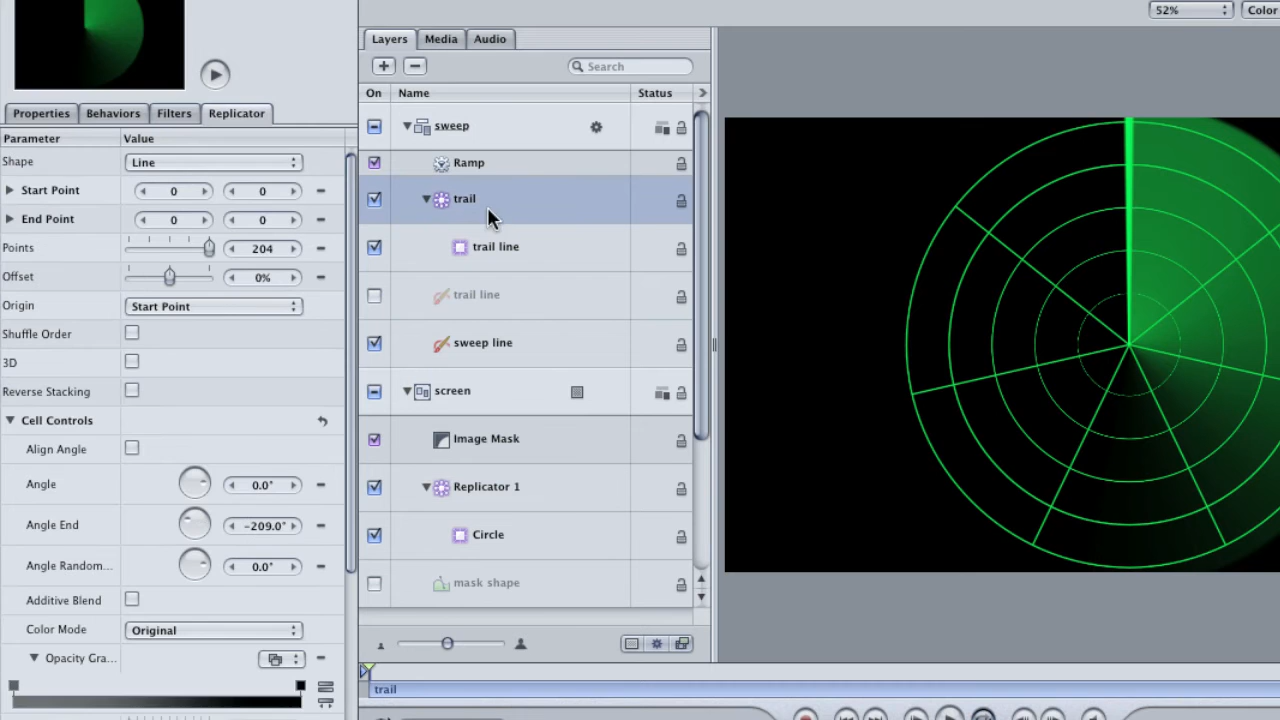 52%
Color
Layers
Media
Audio
Search
Properties
Behaviors
Filters
Replicator
On
Name
Status
Parameter
Value
sweep
Shape
Line
Ramp
Start Point
0
0
trail
End Point
0
0
Points
204
trail line
Offset
0%
trail line
Origin
Start Point
Shuffle Order
sweep line
3D
Reverse Stacking
screen
Cell Controls
Image Mask
Align Angle
Angle
0.0°
Replicator 1
Angle End
-209.0°
Circle
Angle Random...
0.0°
mask shape
Additive Blend
Color Mode
Original
Opacity Gra...
trail